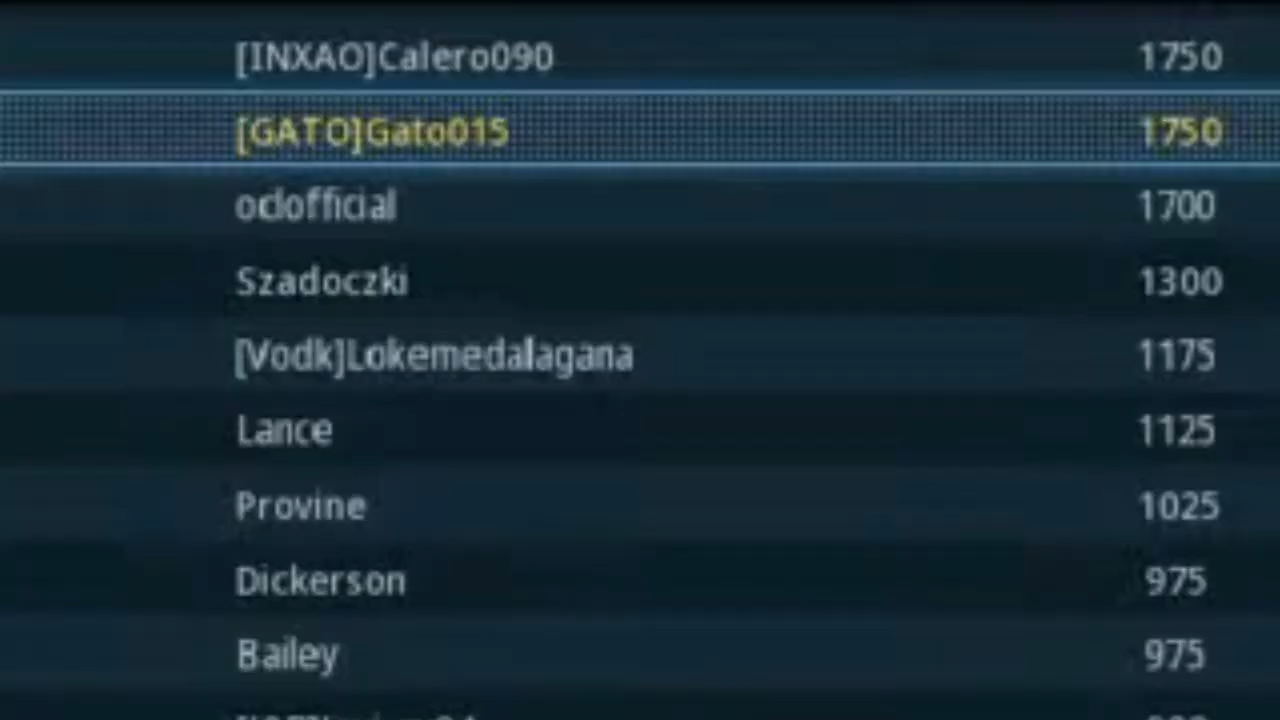 [INXAO]Calero090 1750
[GATO]Gato015 1750
oclofficial 1700
Szadoczki 1300
[Vodk]Lokemedalagana 1175
Lance 1125
Provine 1025
Dickerson 975
Bailey 975